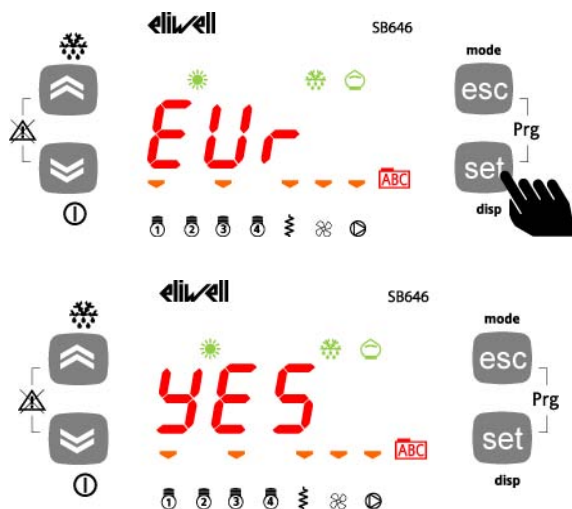 eliwell SB646
mode
esc
EUr
Prg
set
ABC
disp
1 2 3 4
eliwell SB646
mode
esc
YES
Prg
set
ABC
disp
1 2 3 4